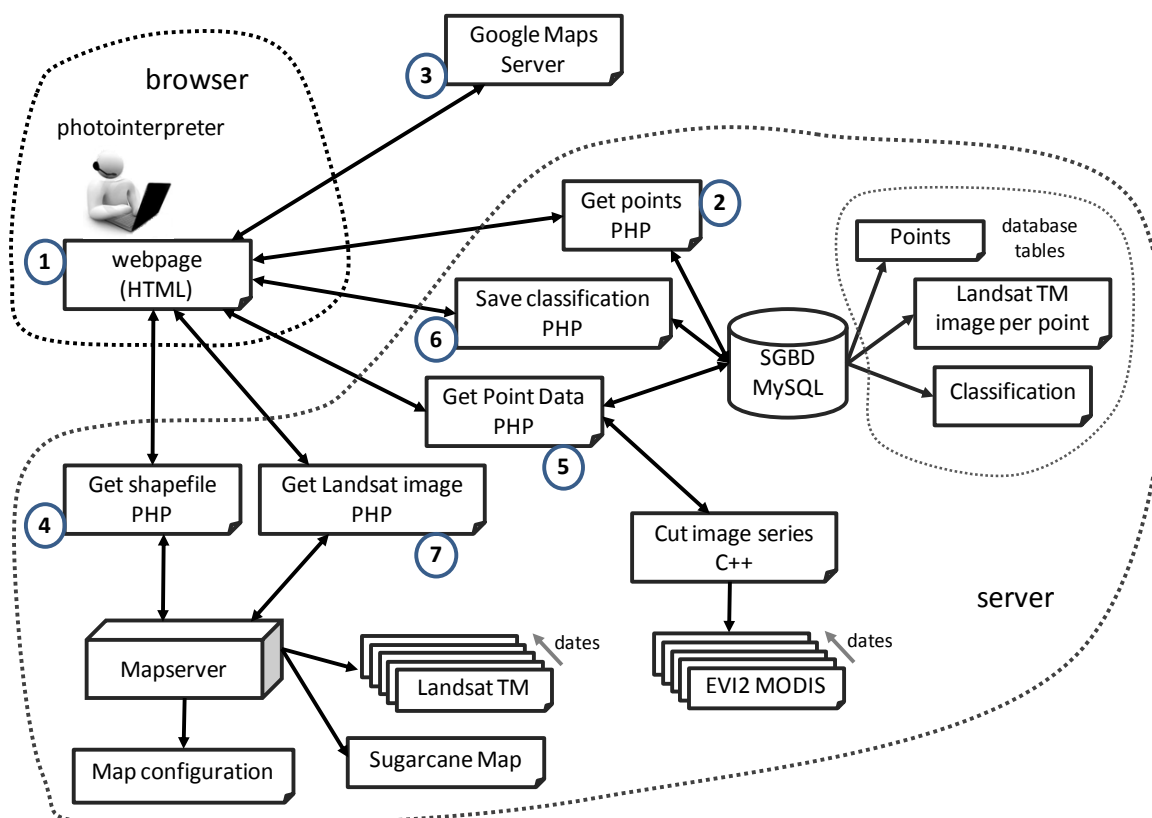 Google Maps
Server
3
browser
photointerpreter
1
webpage
(HTML)
Get points
PHP
2
Points
database
tables
Landsat TM
image per point
Classification
Save classification
PHP
6
SGBD
MySQL
Get Point Data
PHP
5
Get shapefile
PHP
4
Get Landsat image
PHP
7
Cut image series
C++
server
Mapserver
dates
Landsat TM
dates
EVI2 MODIS
Map configuration
Sugarcane Map